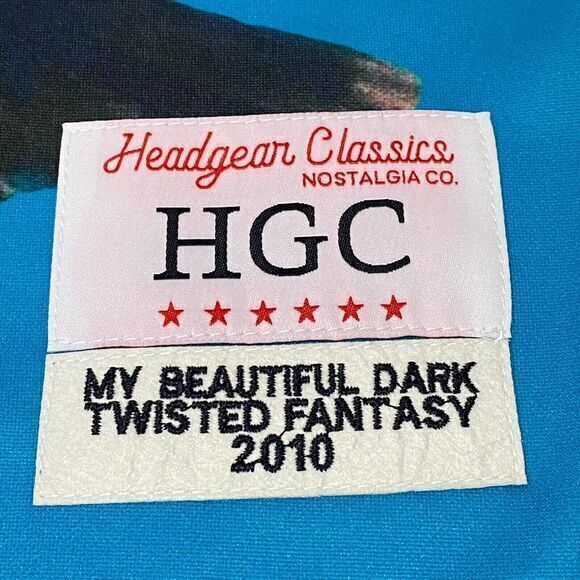 Headgear Classics
NOSTALGIA CO.
HGC
MY BEAUTIFUL DARK
TWISTED FANTASY
2010